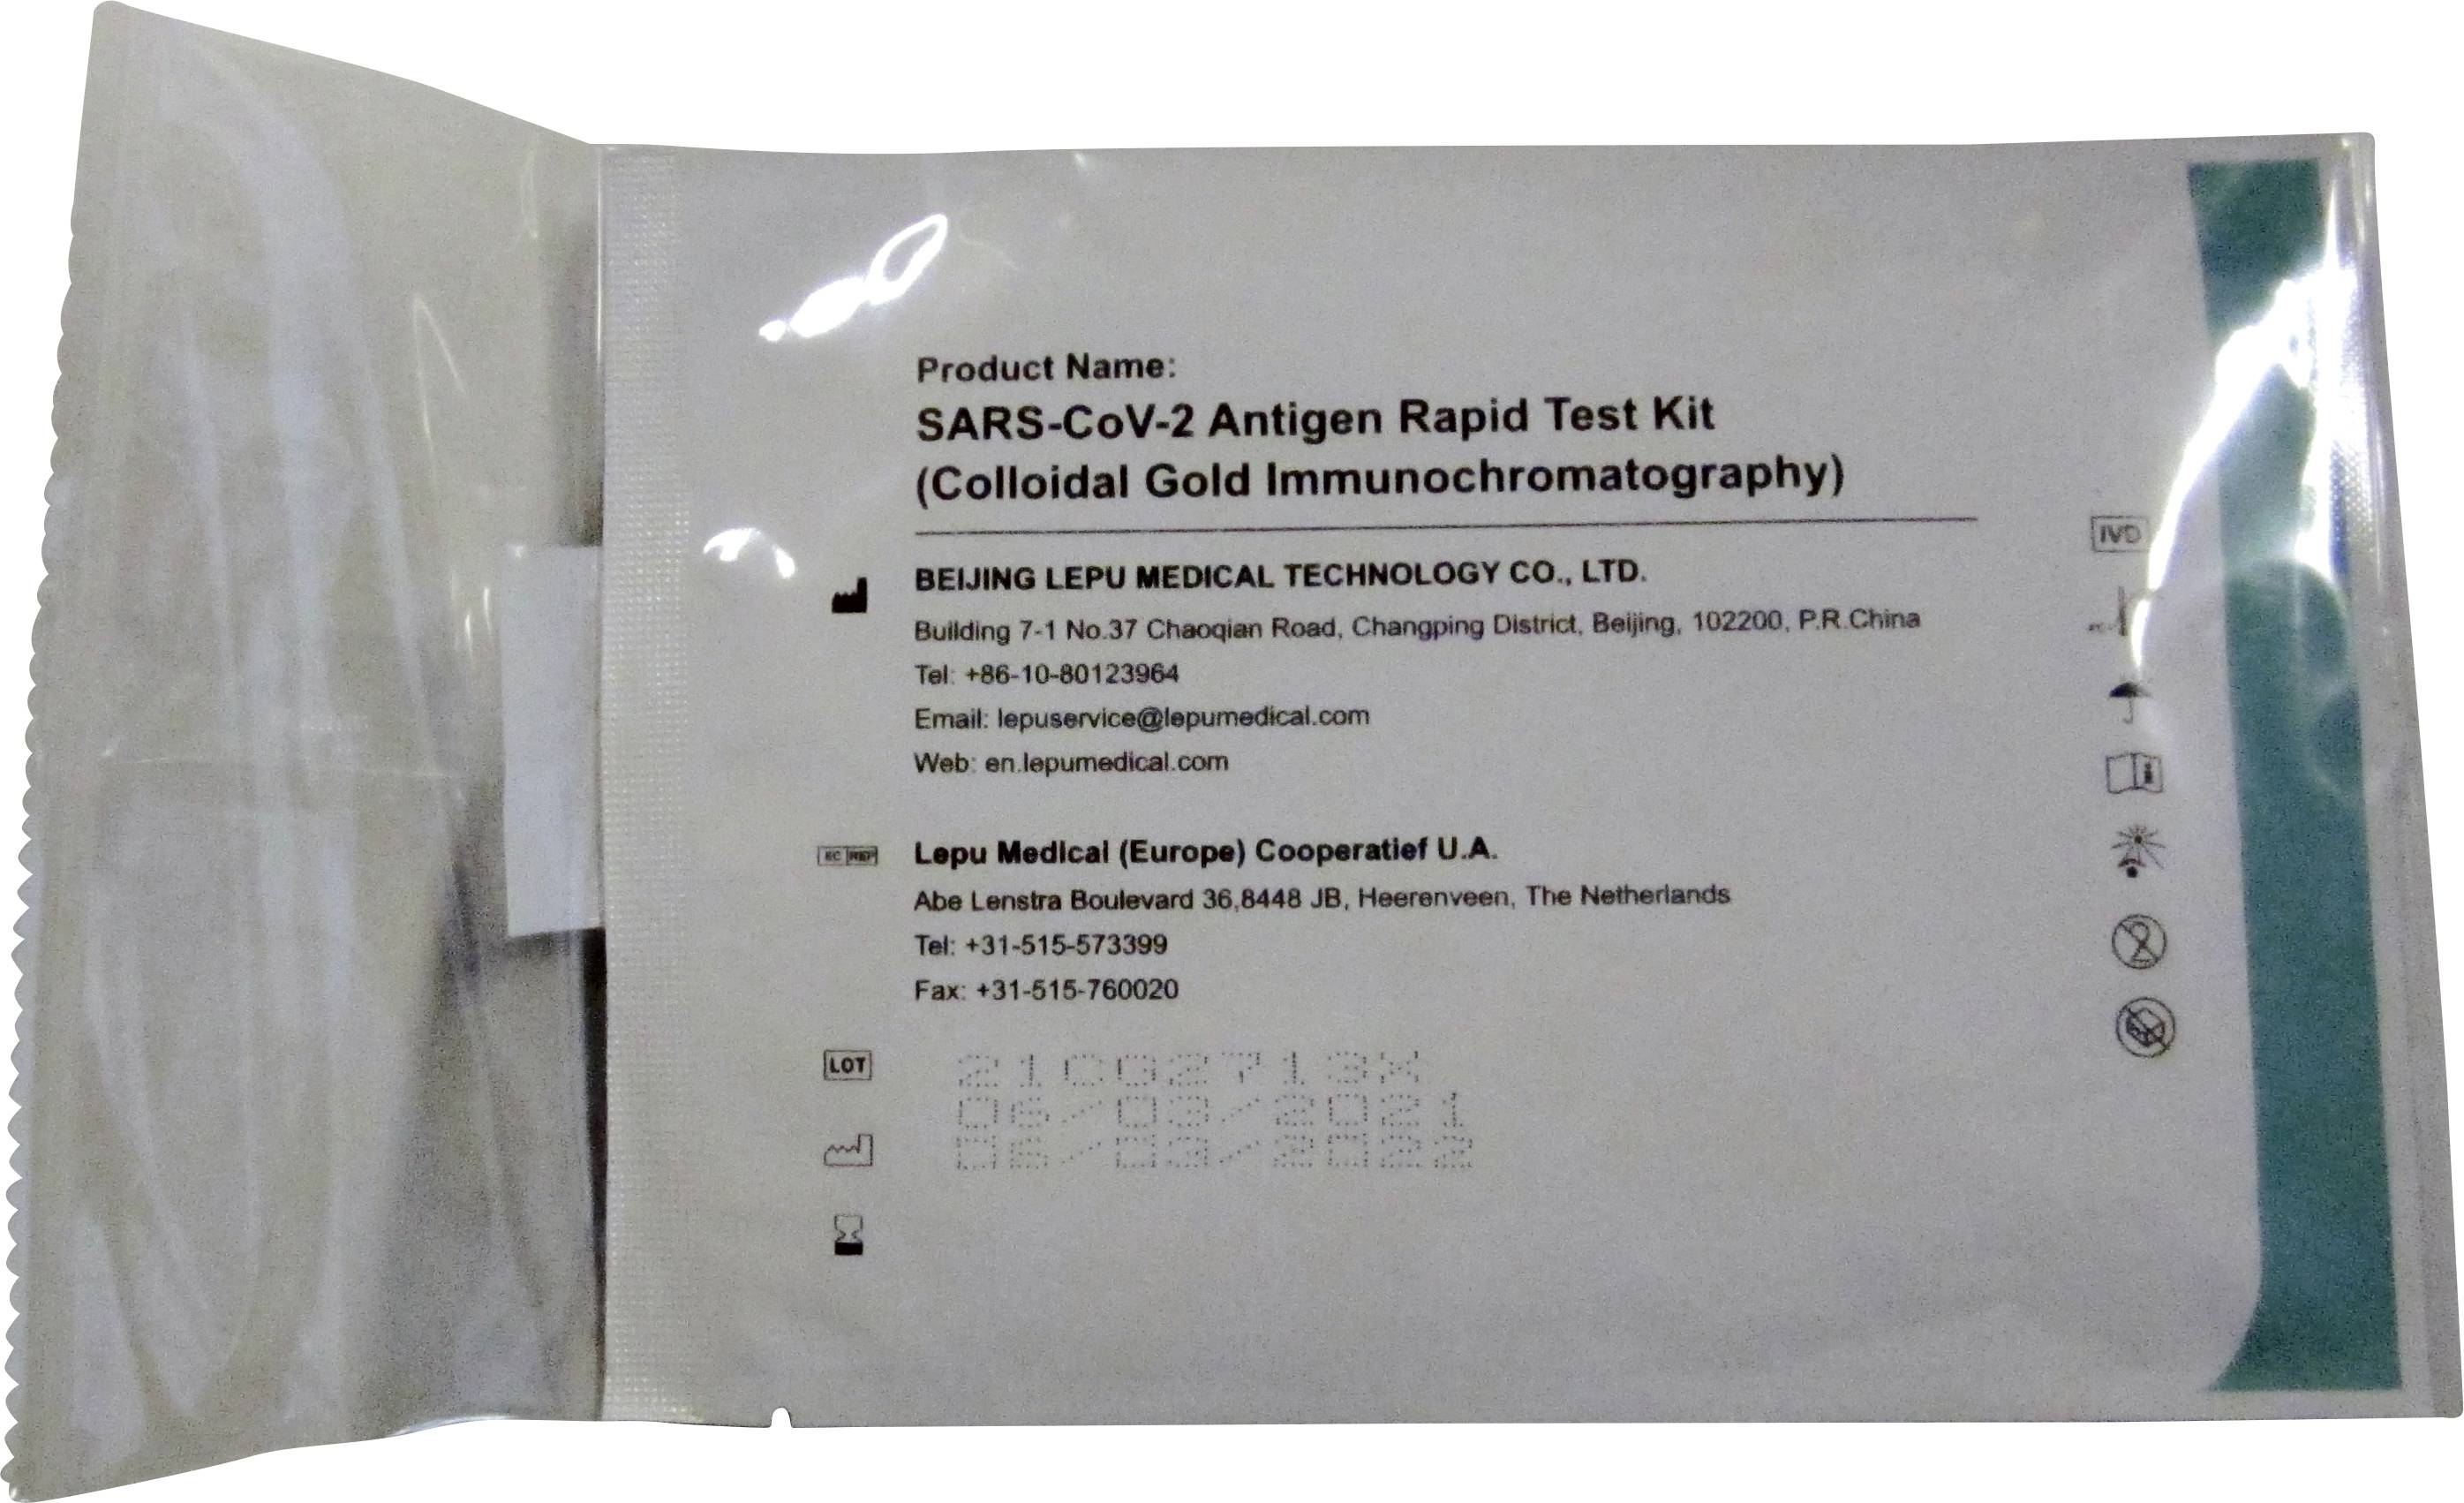 Product Name:
SARS-CoV-2 Antigen Rapid Test Kit
(Colloidal Gold Immunochromatography)
IVD
BEIJING LEPU MEDICAL TECHNOLOGY CO., LTD.
Building 7-1 No.37 Chaoqian Road, Changping District, Beijing, 102200, P.R.China
Tel: +86-10-80123964
Email: lepuservice@lepumedical.com
Web: en.lepumedical.com
EC REP
Lepu Medical (Europe) Cooperatief U.A.
Abe Lenstra Boulevard 36,8448 JB, Heerenveen, The Netherlands
Tel: +31-515-573399
Fax: +31-515-760020
LOT
06/03/2021
06/03/2022
2